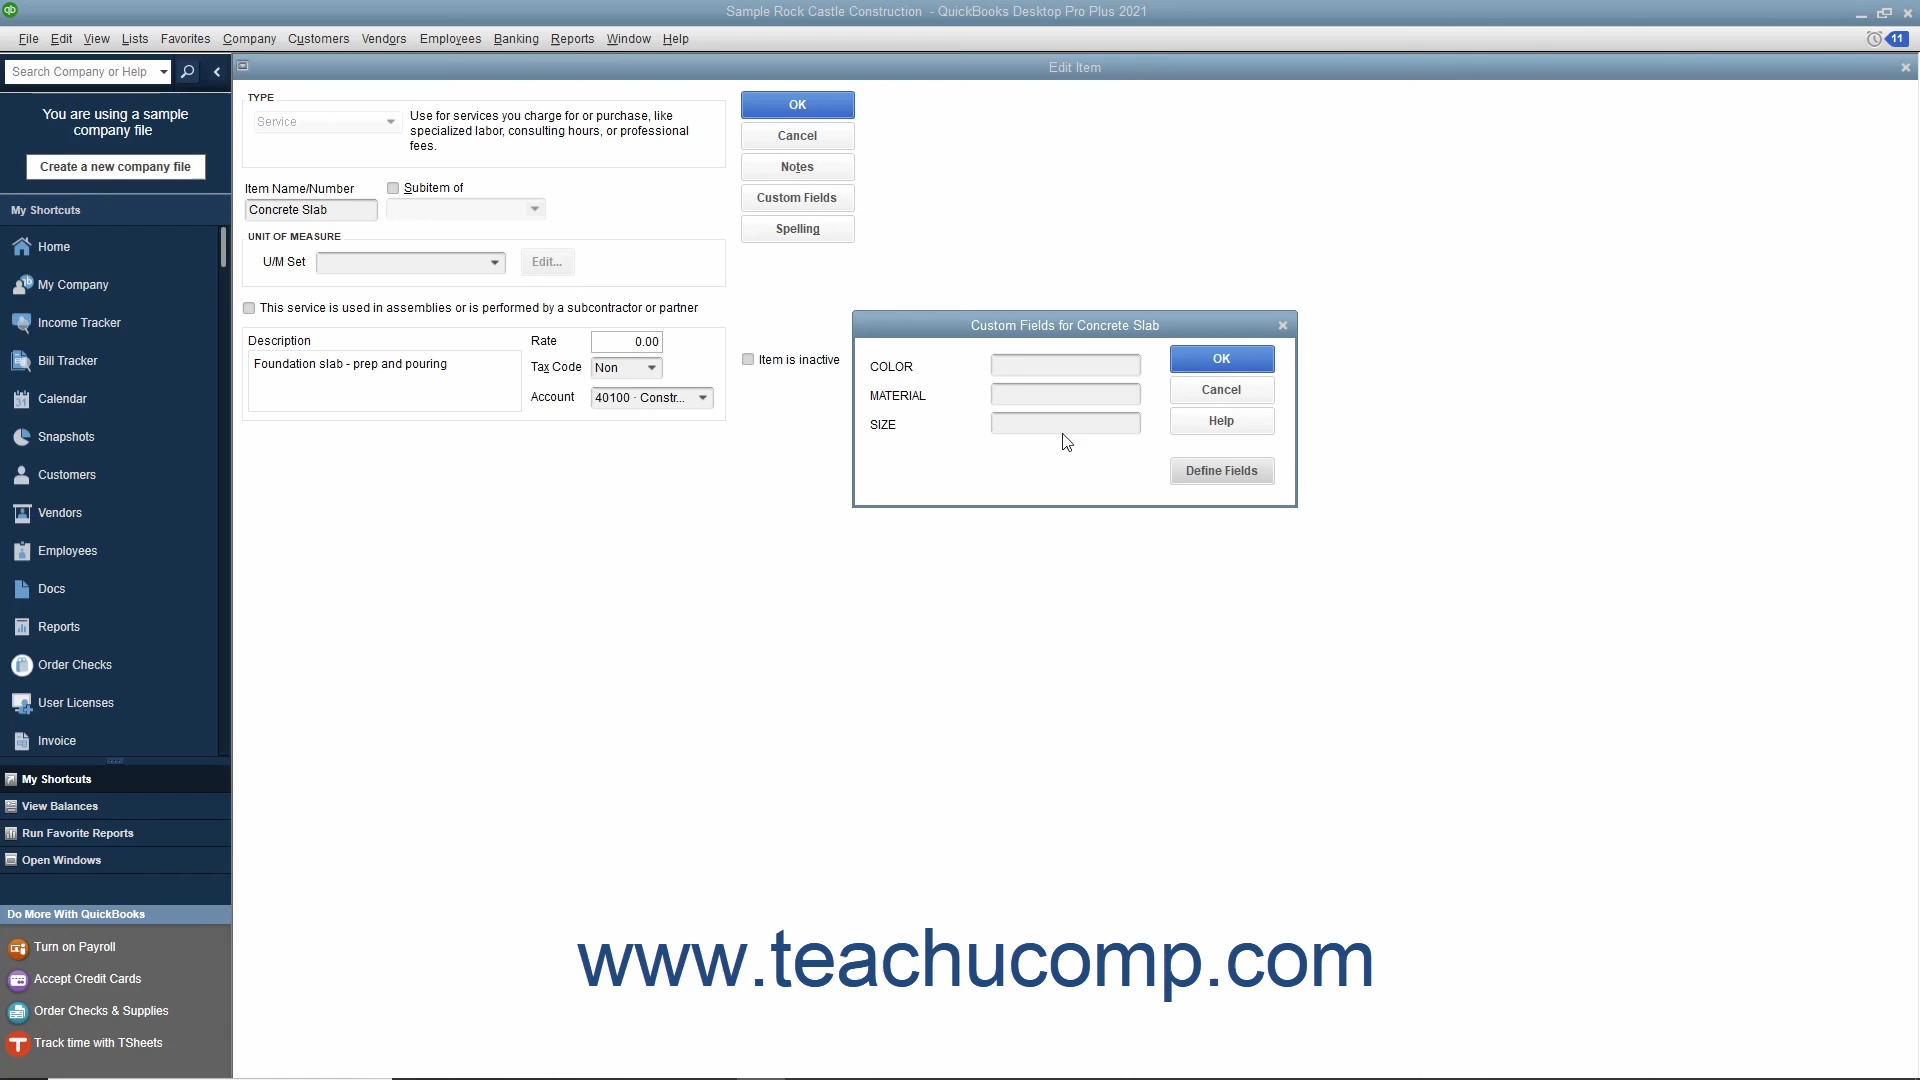 Sample Rock Castle Construction - QuickBooks Desktop Pro Plus 2021
File Edit View Lists Favorites Company Customers Vendors Employees Banking Reports Window Help
11
Search Company or Help
Edit Item
You are using a sample
company file
Create a new company file
My Shortcuts
Home
My Company
Income Tracker
Bill Tracker
Calendar
Snapshots
Customers
Vendors
Employees
Docs
Reports
Order Checks
User Licenses
Invoice
My Shortcuts
View Balances
Run Favorite Reports
Open Windows
Do More With QuickBooks
Turn on Payroll
Accept Credit Cards
Order Checks & Supplies
Track time with TSheets
TYPE
Service
Use for services you charge for or purchase, like
specialized labor, consulting hours, or professional
fees.
Item Name/Number
Subitem of
Concrete Slab
UNIT OF MEASURE
U/M Set
Edit...
This service is used in assemblies or is performed by a subcontractor or partner
Description
Foundation slab - prep and pouring
Rate
0.00
Tax Code
Non
Account
40100 · Constr...
OK
Cancel
Notes
Custom Fields
Spelling
Item is inactive
Custom Fields for Concrete Slab
COLOR
MATERIAL
SIZE
OK
Cancel
Help
Define Fields
www.teachucomp.com